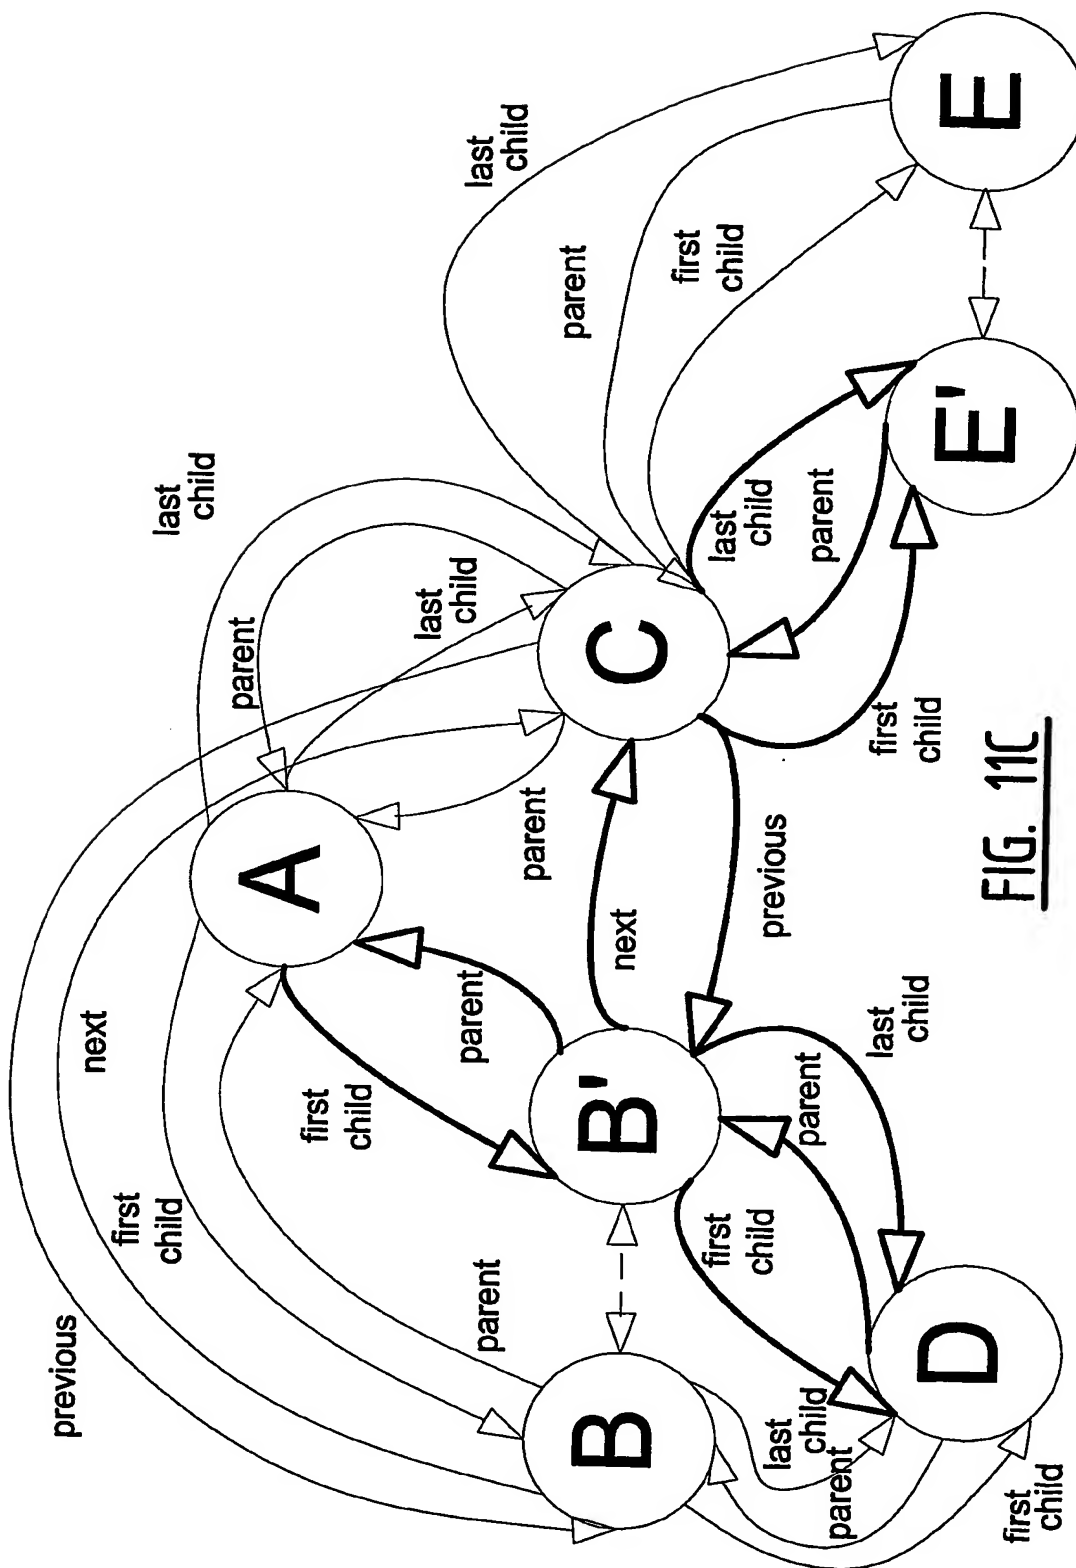 previous
next
first
child
last
child
parent
A
first
child
last
child
parent
parent
last
child
parent
parent
B
B'
C
next
first
child
first
child
last
child
previous
last
child
parent
parent
parent
last
child
first
child
D
E'
E
FIG. 11C
first
child